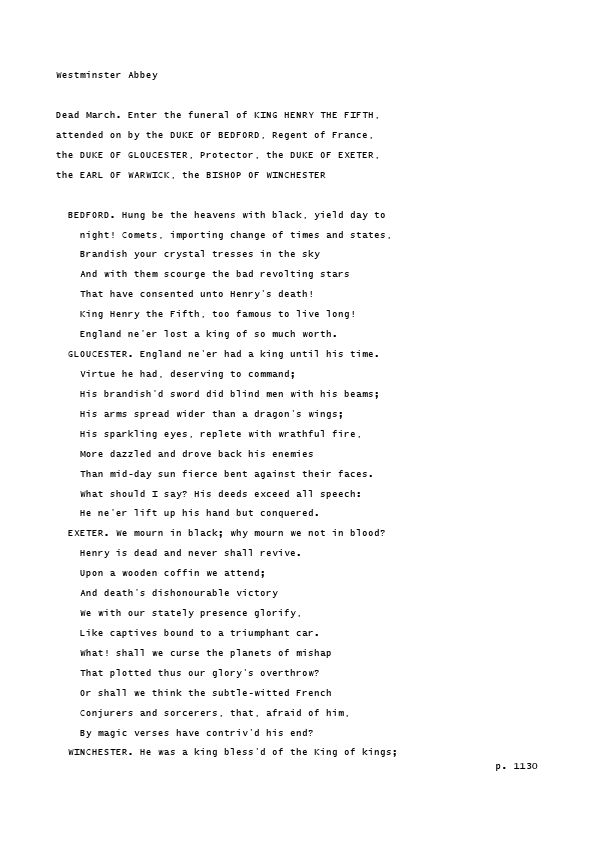 Westminster Abbey
Dead March. Enter the funeral of KING HENRY THE FIFTH,
attended on by the DUKE OF BEDFORD, Regent of France,
the DUKE OF GLOUCESTER, Protector, the DUKE OF EXETER,
the EARL OF WARWICK, the BISHOP OF WINCHESTER
BEDFORD. Hung be the heavens with black, yield day to
night! Comets, importing change of times and states,
Brandish your crystal tresses in the sky
And with them scourge the bad revolting stars
That have consented unto Henry's death!
King Henry the Fifth, too famous to live long!
England ne'er lost a king of so much worth.
GLOUCESTER. England ne'er had a king until his time.
Virtue he had, deserving to command;
His brandish'd sword did blind men with his beams;
His arms spread wider than a dragon's wings;
His sparkling eyes, replete with wrathful fire,
More dazzled and drove back his enemies
Than mid-day sun fierce bent against their faces.
What should I say? His deeds exceed all speech:
He ne'er lift up his hand but conquered.
EXETER. We mourn in black; why mourn we not in blood?
Henry is dead and never shall revive.
Upon a wooden coffin we attend;
And death's dishonourable victory
We with our stately presence glorify,
Like captives bound to a triumphant car.
What! shall we curse the planets of mishap
That plotted thus our glory's overthrow?
Or shall we think the subtle-witted French
Conjurers and sorcerers, that, afraid of him,
By magic verses have contriv'd his end?
WINCHESTER. He was a king bless'd of the King of kings;
p. 1130